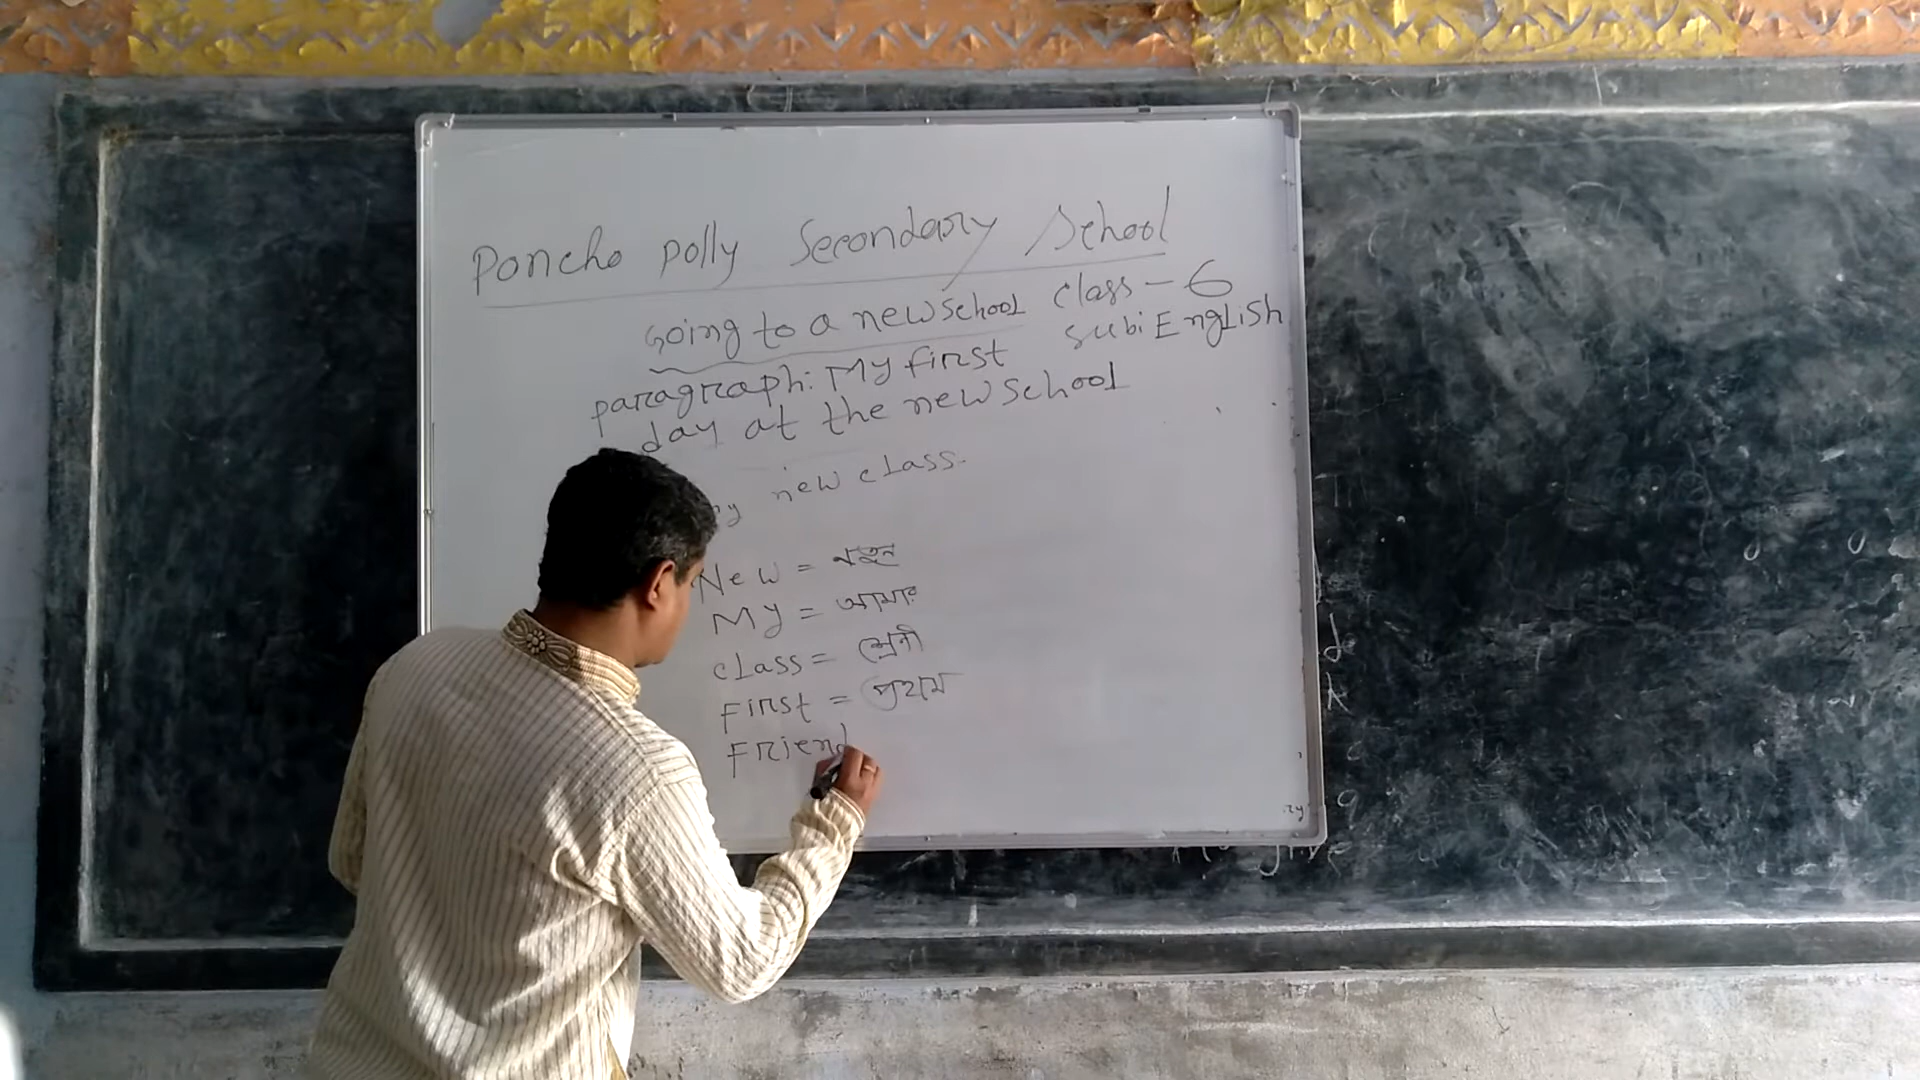 Poncho polly Secondary School
Going to a new school class - 6
sub: English
paragraph: My first
day at the new school
my new class.
New = নতুন
My = আমার
class = শ্রেনী
First = প্রথম
Friend